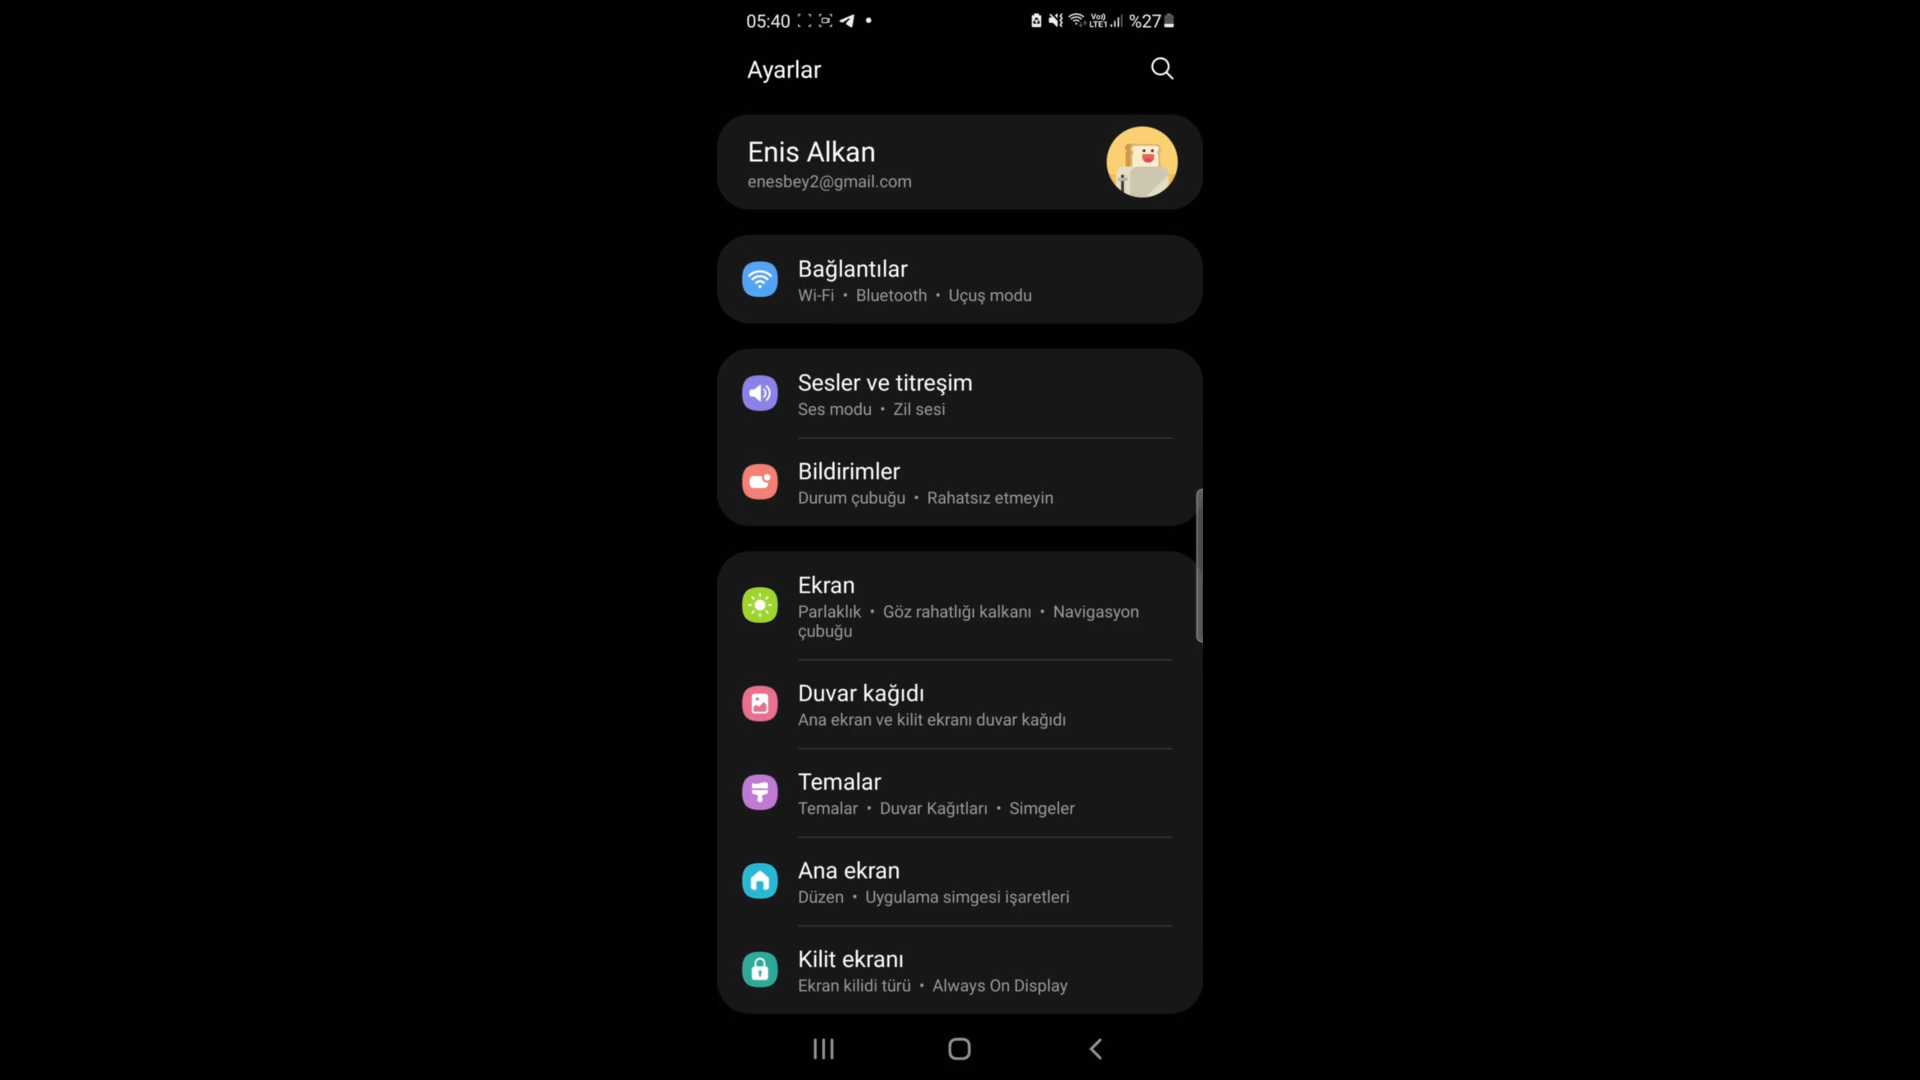 05:40 %27
Ayarlar
Enis Alkan
enesbey2@gmail.com
Bağlantılar
Wi-Fi • Bluetooth • Uçuş modu
Sesler ve titreşim
Ses modu • Zil sesi
Bildirimler
Durum çubuğu • Rahatsız etmeyin
Ekran
Parlaklık • Göz rahatlığı kalkanı • Navigasyon
çubuğu
Duvar kağıdı
Ana ekran ve kilit ekranı duvar kağıdı
Temalar
Temalar • Duvar Kağıtları • Simgeler
Ana ekran
Düzen • Uygulama simgesi işaretleri
Kilit ekranı
Ekran kilidi türü • Always On Display